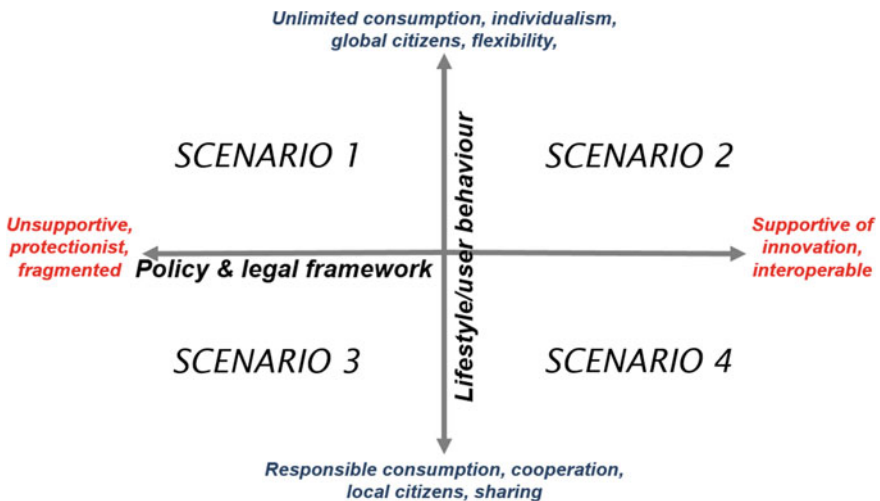 Unlimited consumption, individualism,
global citizens, flexibility,
SCENARIO 1
SCENARIO 2
Lifestyle/user behaviour
Unsupportive,
protectionist,
fragmented
Policy & legal framework
Supportive of
innovation,
interoperable
SCENARIO 3
SCENARIO 4
Responsible consumption, cooperation,
local citizens, sharing